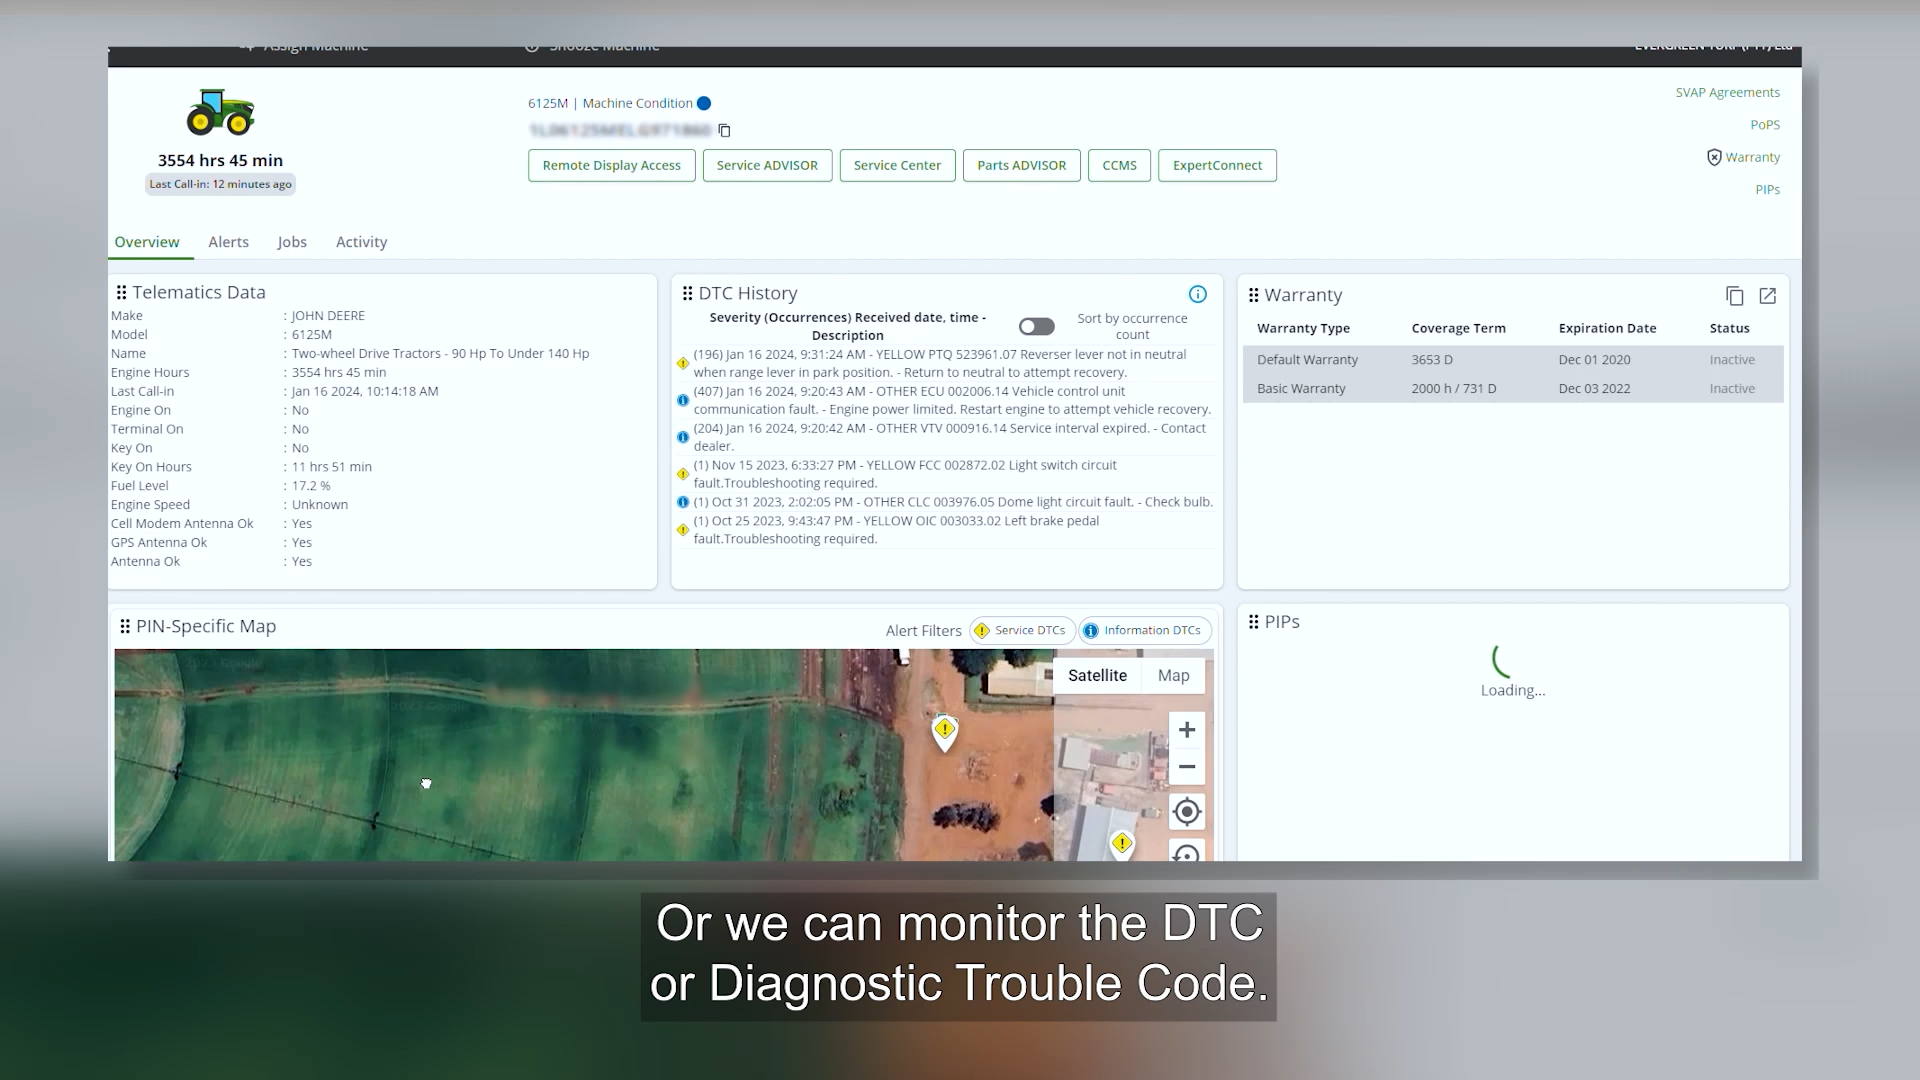 Assign Machine
Snooze Machine
EVERGREEN TURF (PTY) Ltd
3554 hrs 45 min
Last Call-in: 12 minutes ago
6125M | Machine Condition
Remote Display Access
Service ADVISOR
Service Center
Parts ADVISOR
CCMS
ExpertConnect
SVAP Agreements
PoPS
Warranty
PIPs
Overview
Alerts
Jobs
Activity
Telematics Data
Make : JOHN DEERE
Model : 6125M
Name : Two-wheel Drive Tractors - 90 Hp To Under 140 Hp
Engine Hours : 3554 hrs 45 min
Last Call-in : Jan 16 2024, 10:14:18 AM
Engine On : No
Terminal On : No
Key On : No
Key On Hours : 11 hrs 51 min
Fuel Level : 17.2 %
Engine Speed : Unknown
Cell Modem Antenna Ok : Yes
GPS Antenna Ok : Yes
Antenna Ok : Yes
DTC History
Severity (Occurrences) Received date, time -
Description
Sort by occurrence
count
(196) Jan 16 2024, 9:31:24 AM - YELLOW PTQ 523961.07 Reverser lever not in neutral
when range lever in park position. - Return to neutral to attempt recovery.
(407) Jan 16 2024, 9:20:43 AM - OTHER ECU 002006.14 Vehicle control unit
communication fault. - Engine power limited. Restart engine to attempt vehicle recovery.
(204) Jan 16 2024, 9:20:42 AM - OTHER VTV 000916.14 Service interval expired. - Contact
dealer.
(1) Nov 15 2023, 6:33:27 PM - YELLOW FCC 002872.02 Light switch circuit
fault.Troubleshooting required.
(1) Oct 31 2023, 2:02:05 PM - OTHER CLC 003976.05 Dome light circuit fault. - Check bulb.
(1) Oct 25 2023, 9:43:47 PM - YELLOW OIC 003033.02 Left brake pedal
fault.Troubleshooting required.
Warranty
Warranty Type Coverage Term Expiration Date Status
Default Warranty 3653 D Dec 01 2020 Inactive
Basic Warranty 2000 h / 731 D Dec 03 2022 Inactive
PIN-Specific Map
Alert Filters
Service DTCs
Information DTCs
Satellite
Map
PIPs
Loading...
Or we can monitor the DTC
or Diagnostic Trouble Code.